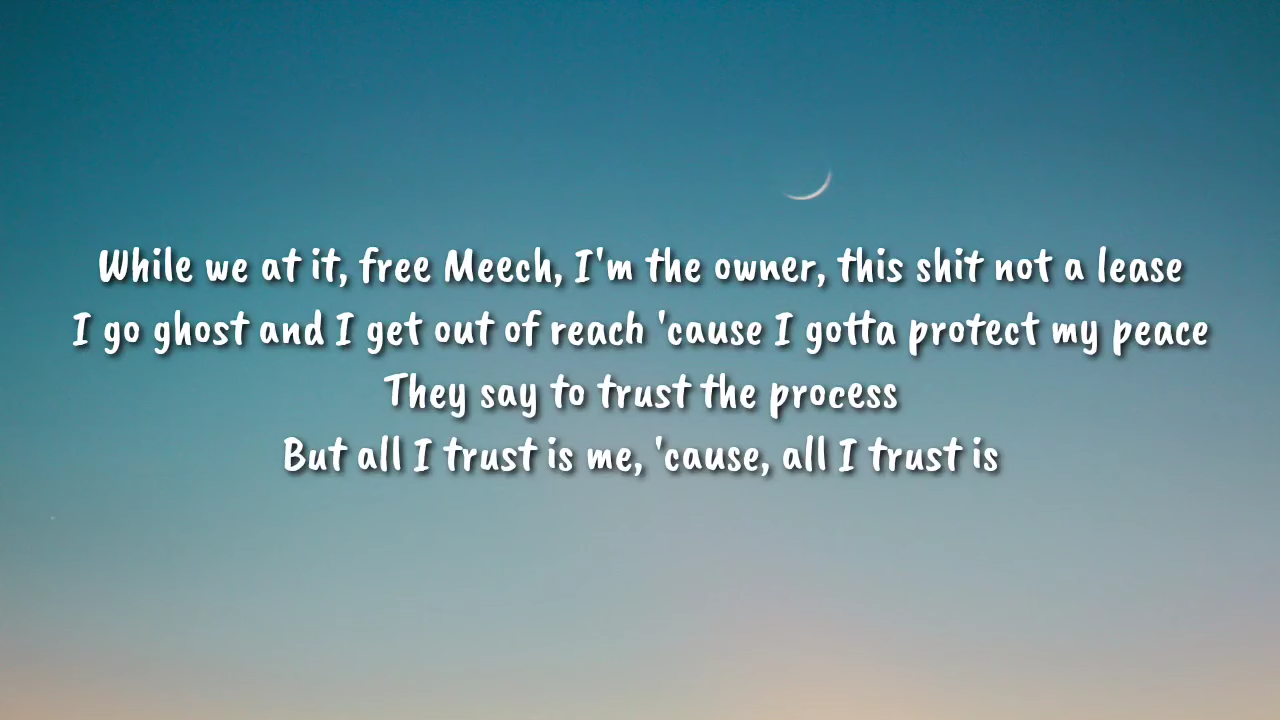 While we at it, free Meech, I'm the owner, this shit not a lease
I go ghost and I get out of reach 'cause I gotta protect my peace
They say to trust the process
But all I trust is me, 'cause, all I trust is